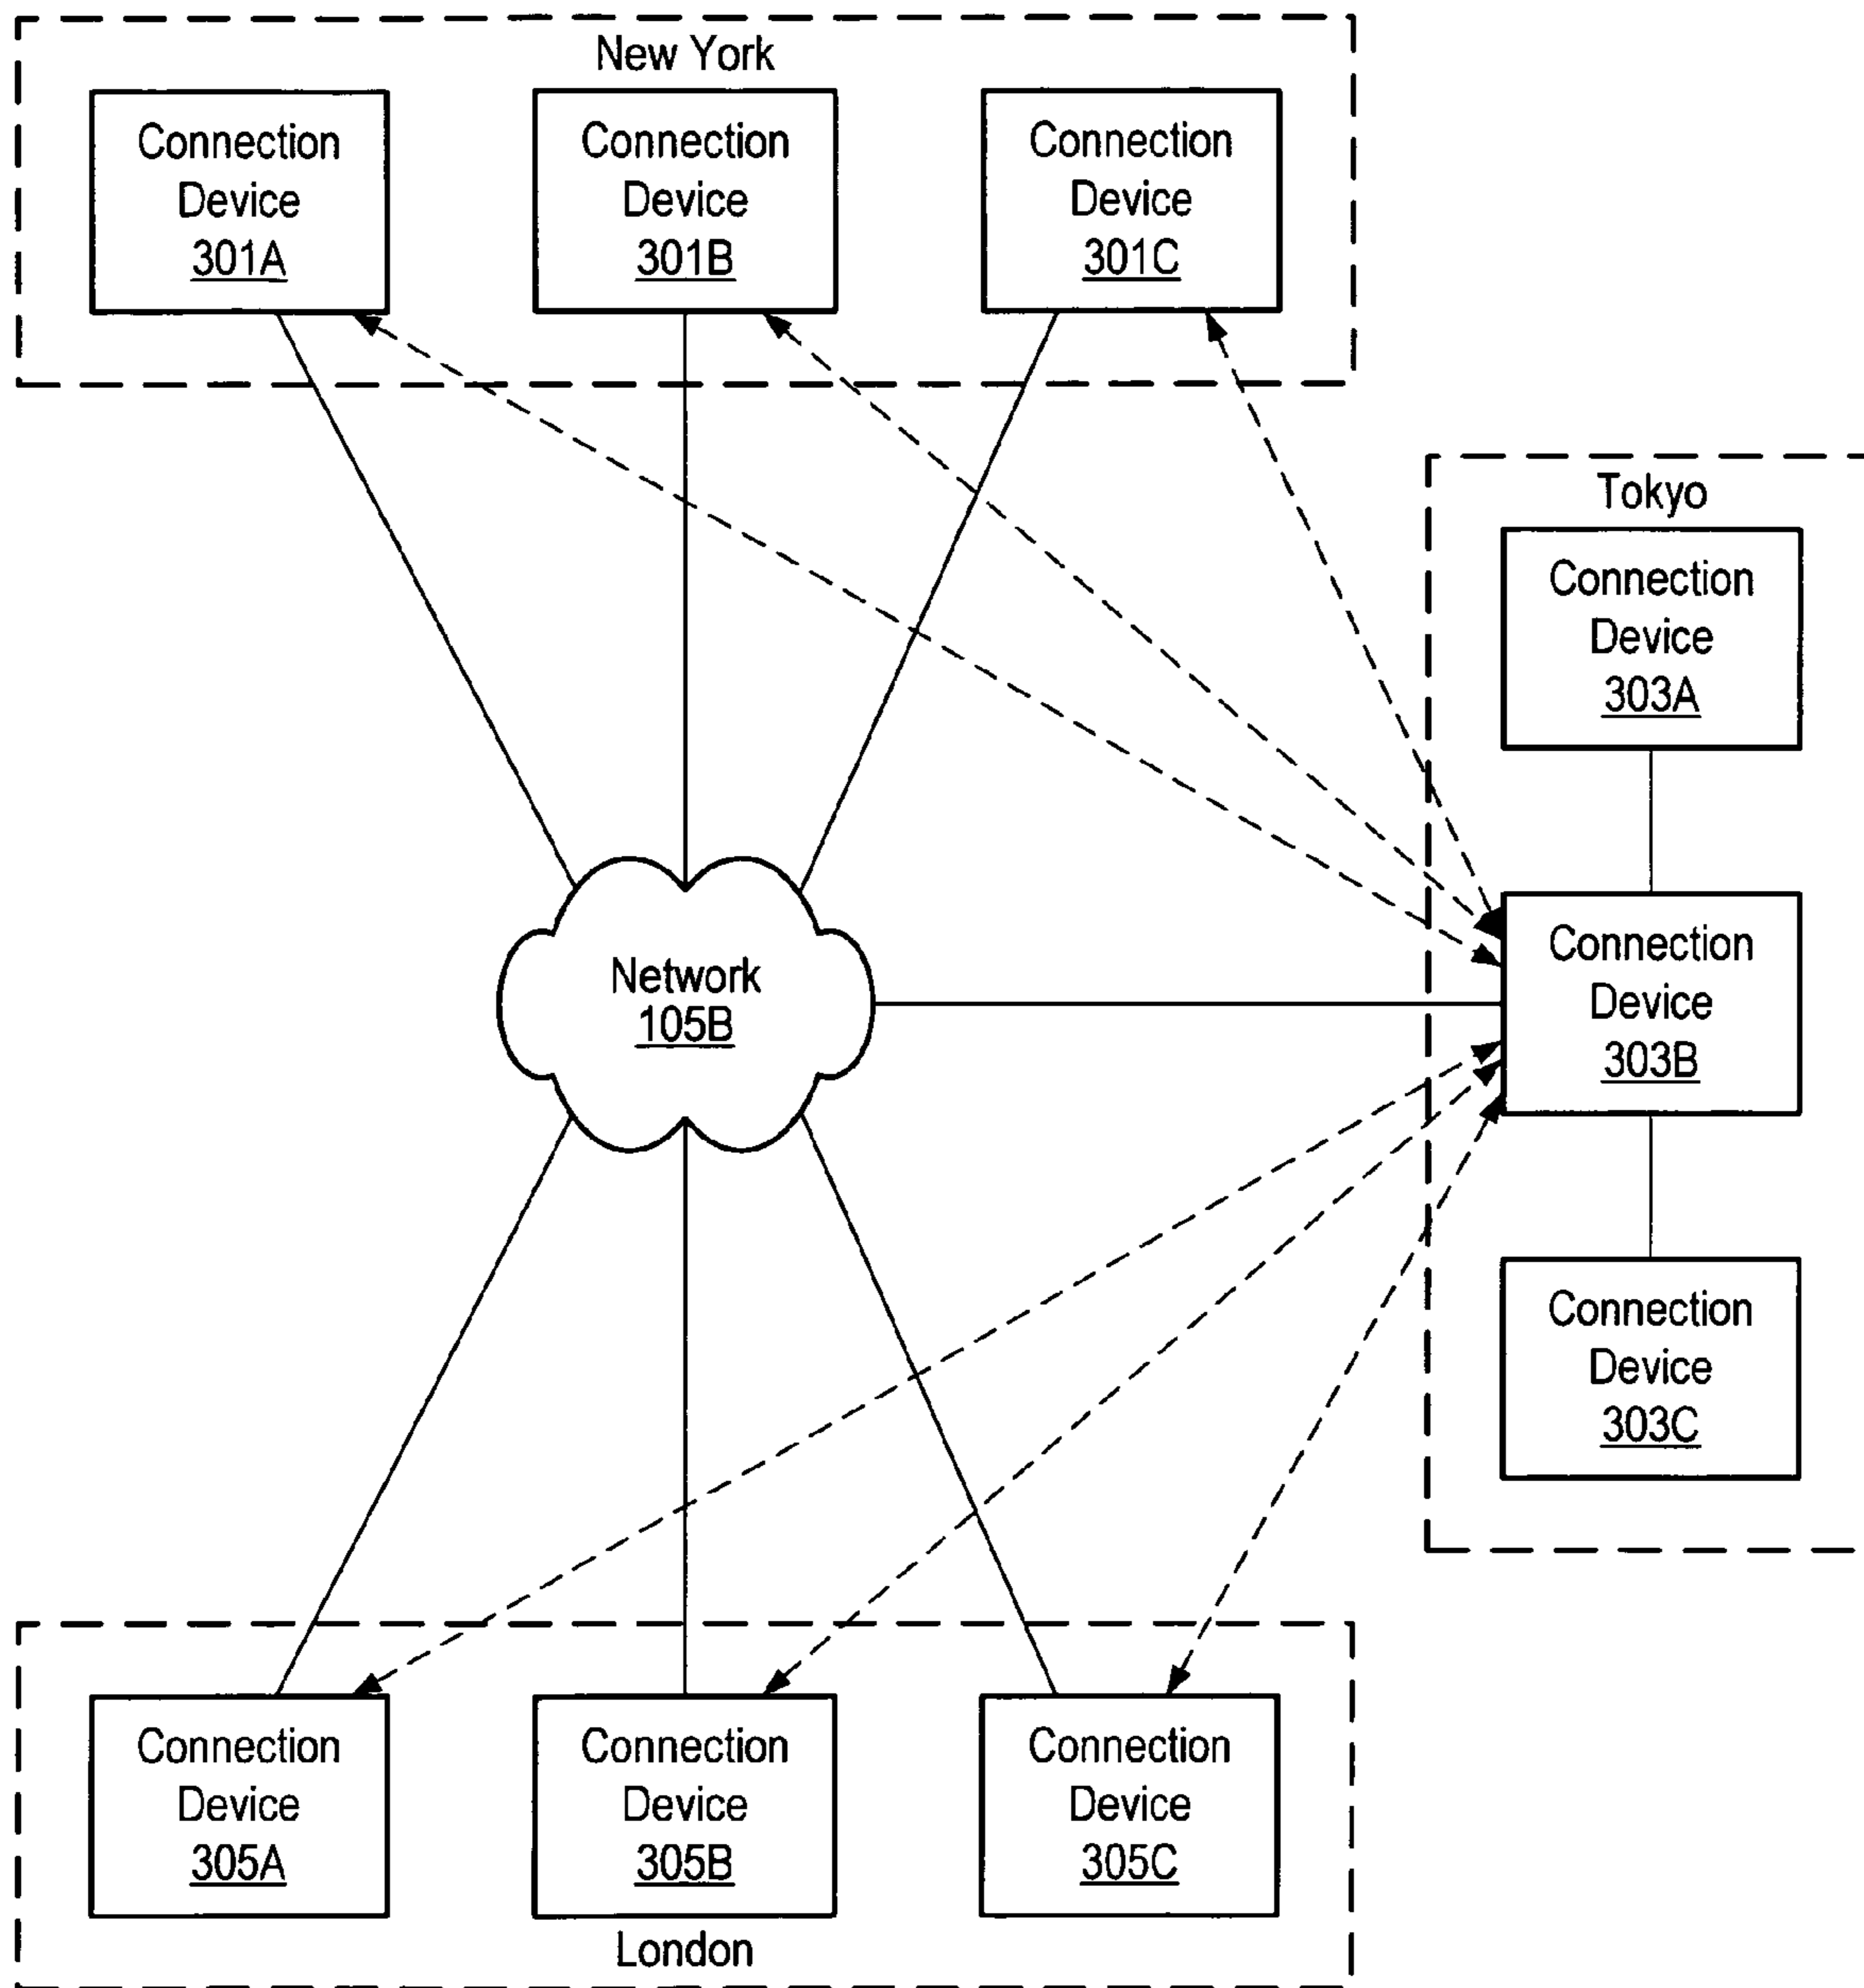 New York
Connection
Device
301A
Connection
Device
301B
Connection
Device
301C
Tokyo
Connection
Device
303A
Network
105B
Connection
Device
303B
Connection
Device
303C
Connection
Device
305A
Connection
Device
305B
Connection
Device
305C
London